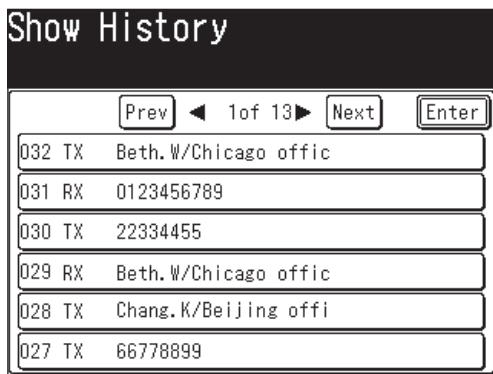 Show History
Prev ◀ 1of 13▶ Next Enter
032 TX Beth.W/Chicago offic
031 RX 0123456789
030 TX 22334455
029 RX Beth.W/Chicago offic
028 TX Chang.K/Beijing offi
027 TX 66778899